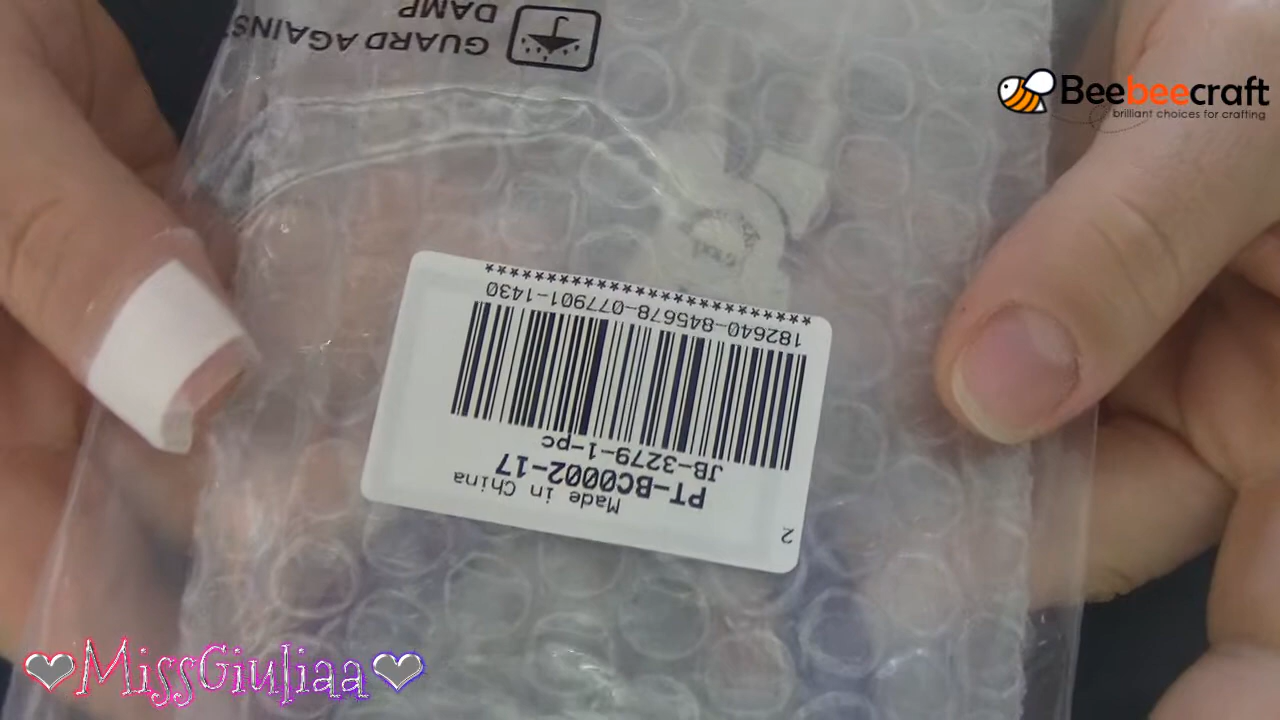 GUARD AGAINS
DAMP
Beebeecraft
brilliant choices for crafting
2
Made in China
PT-BC0002-17
JB-3279-1-pc
182640-845678-077901-1430
**************************
MissGiuliaa